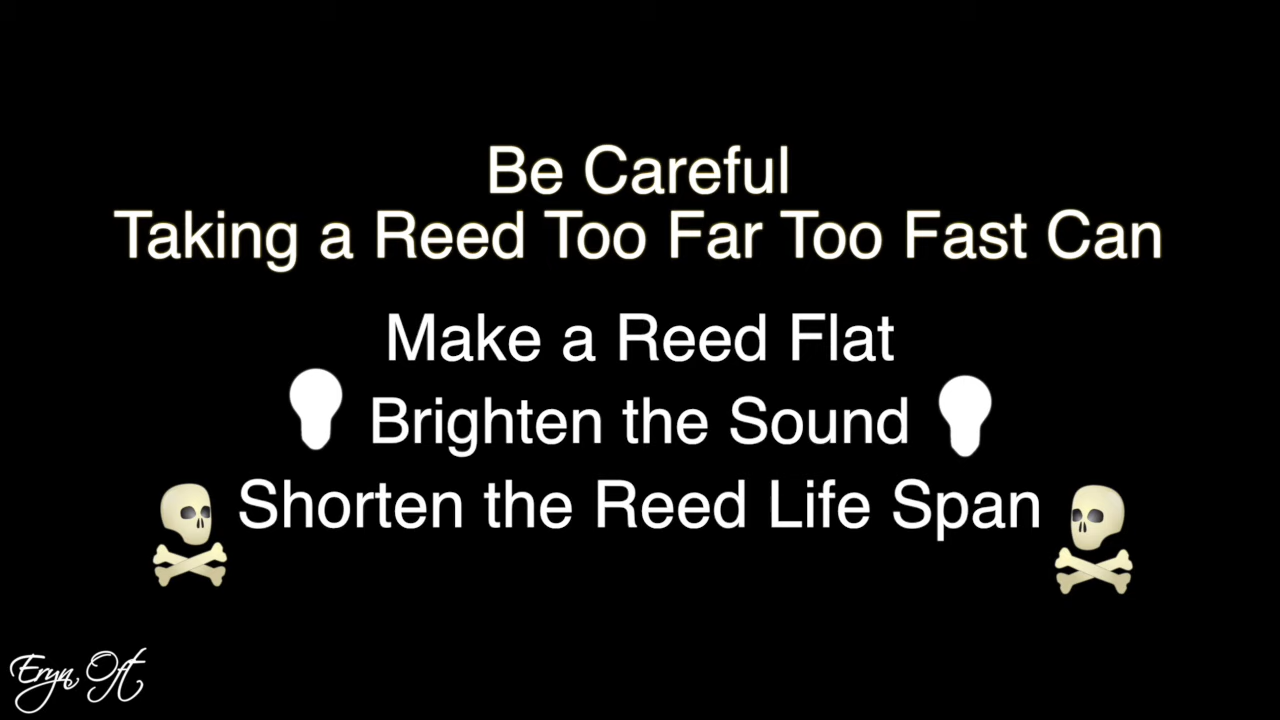 Be Careful
Taking a Reed Too Far Too Fast Can
Make a Reed Flat
Brighten the Sound
Shorten the Reed Life Span
Eryn Oft